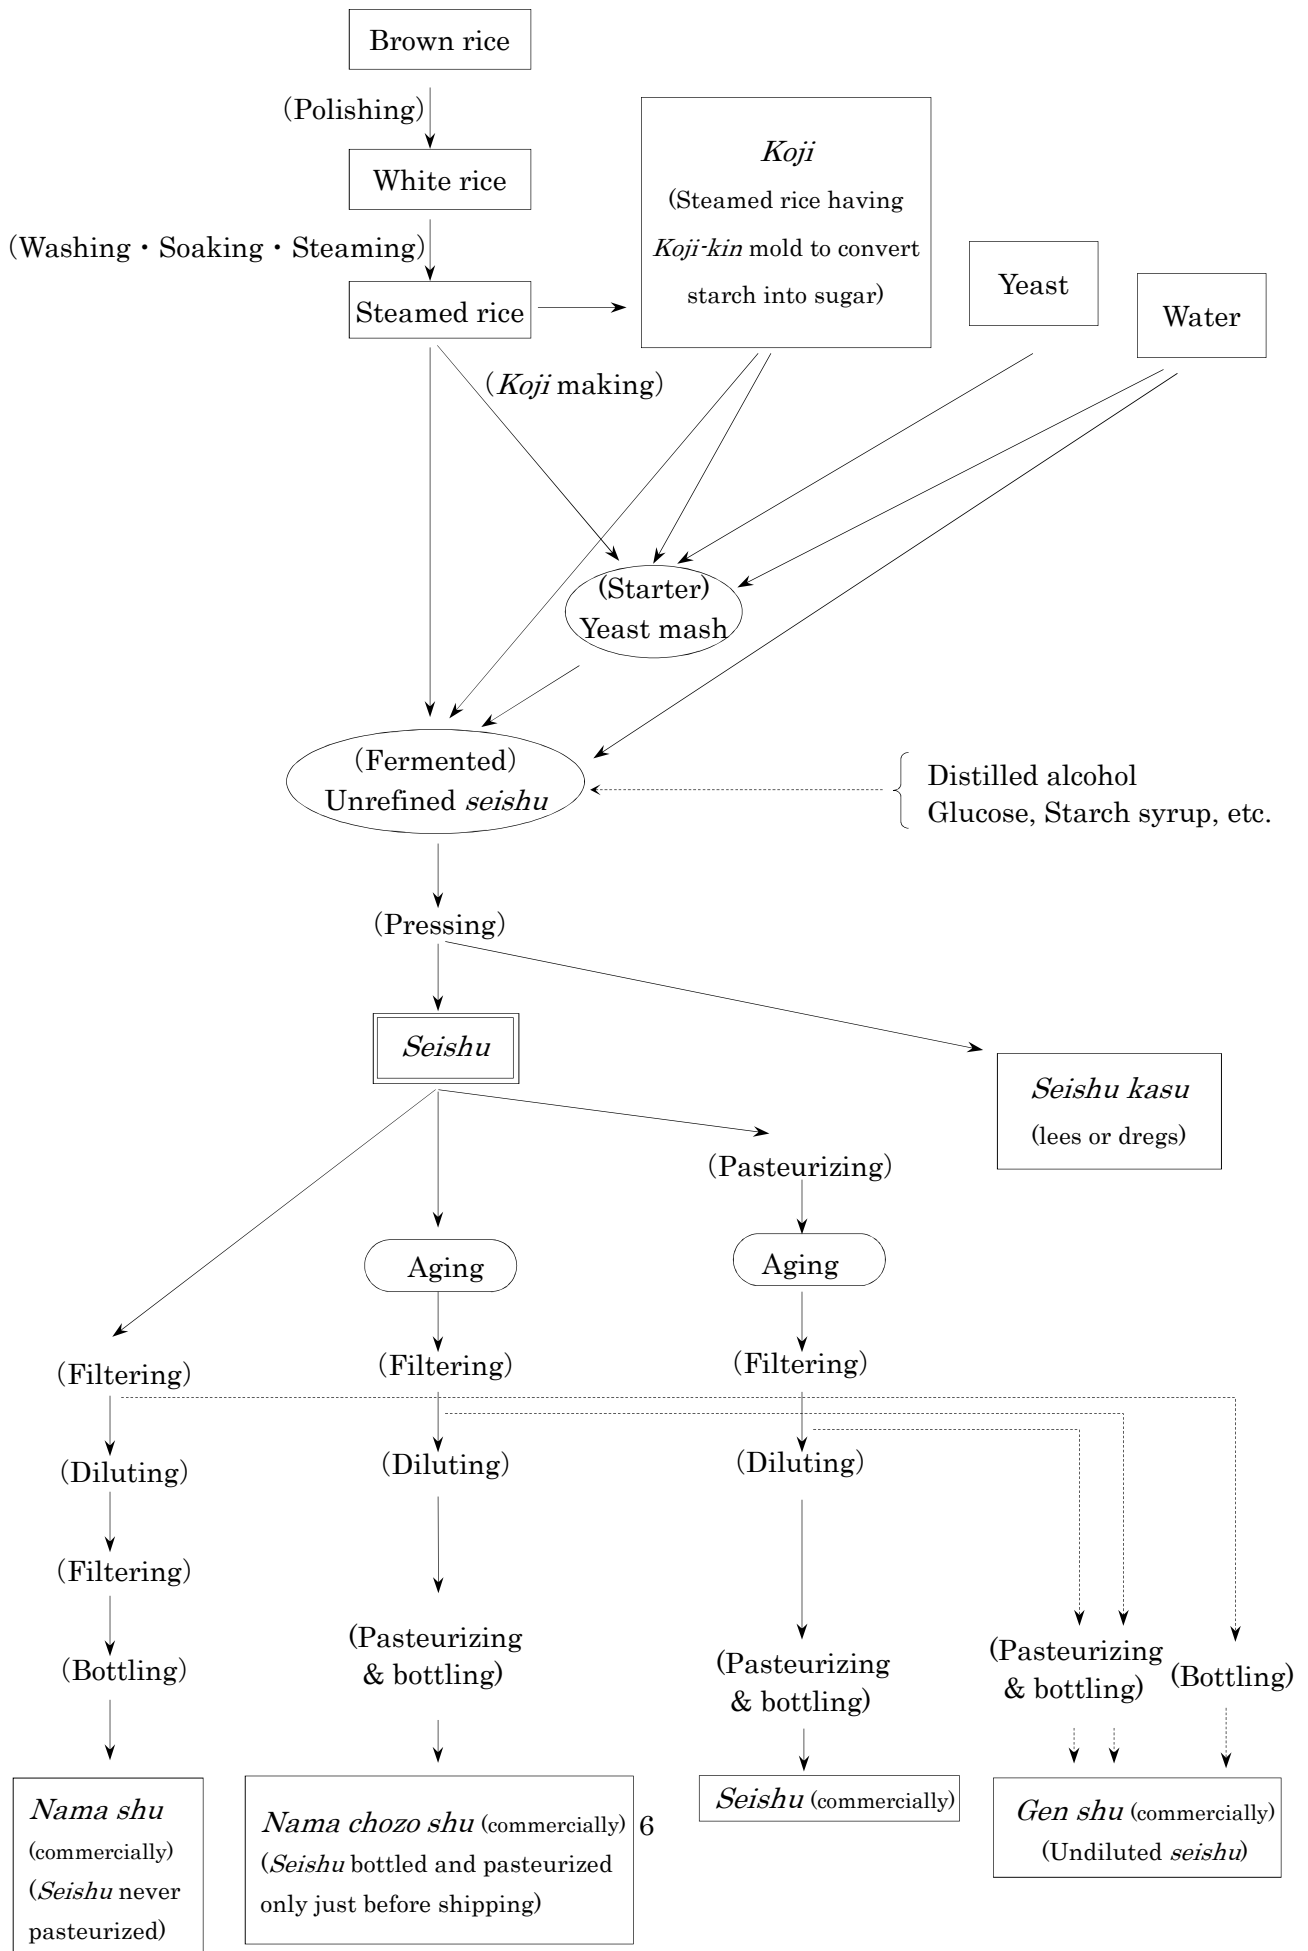 Brown rice
(Polishing)
White rice
(Washing・Soaking・Steaming)
Steamed rice
Koji
(Steamed rice having
Koji-kin mold to convert
starch into sugar)
Yeast
Water
(Koji making)
(Starter)
Yeast mash
(Fermented)
Unrefined seishu
Distilled alcohol
Glucose, Starch syrup, etc.
(Pressing)
Seishu
Seishu kasu
(lees or dregs)
(Pasteurizing)
Aging
Aging
(Filtering)
(Filtering)
(Filtering)
(Diluting)
(Diluting)
(Diluting)
(Filtering)
(Bottling)
(Pasteurizing
& bottling)
(Pasteurizing
& bottling)
(Pasteurizing
& bottling)
(Bottling)
Nama shu
(commercially)
(Seishu never
pasteurized)
Nama chozo shu (commercially)
(Seishu bottled and pasteurized
only just before shipping)
6
Seishu (commercially)
Gen shu (commercially)
(Undiluted seishu)